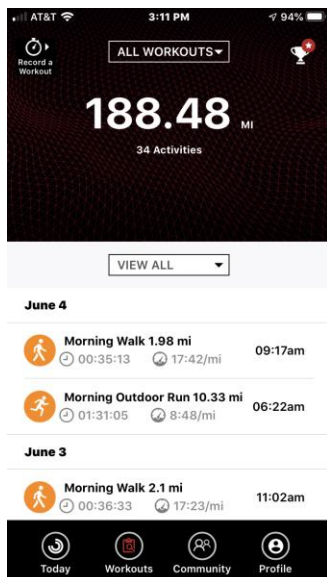 AT&T 3:11 PM 94%
Record a
Workout
ALL WORKOUTS
188.48 MI
34 Activities
VIEW ALL
June 4
Morning Walk 1.98 mi
00:35:13 17:42/mi 09:17am
Morning Outdoor Run 10.33 mi
01:31:05 8:48/mi 06:22am
June 3
Morning Walk 2.1 mi
00:36:33 17:23/mi 11:02am
Today Workouts Community Profile